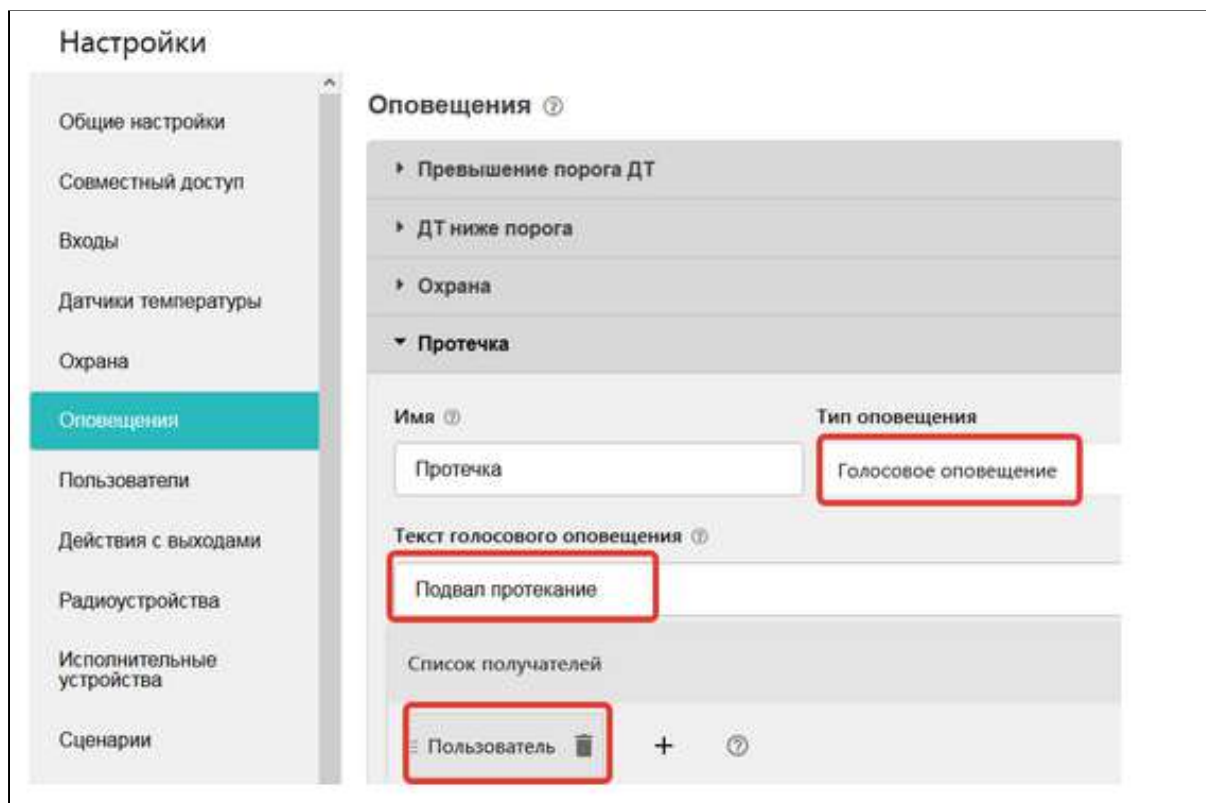 Настройки
Общие настройки
Совместный доступ
Входы
Датчики температуры
Охрана
Оповещения
Пользователи
Действия с выходами
Радиоустройства
Исполнительные
устройства
Сценарии
Оповещения
Превышение порога ДТ
ДТ ниже порога
Охрана
Протечка
Имя
Тип оповещения
Протечка
Голосовое оповещение
Текст голосового оповещения
Подвал протекание
Список получателей
Пользователь